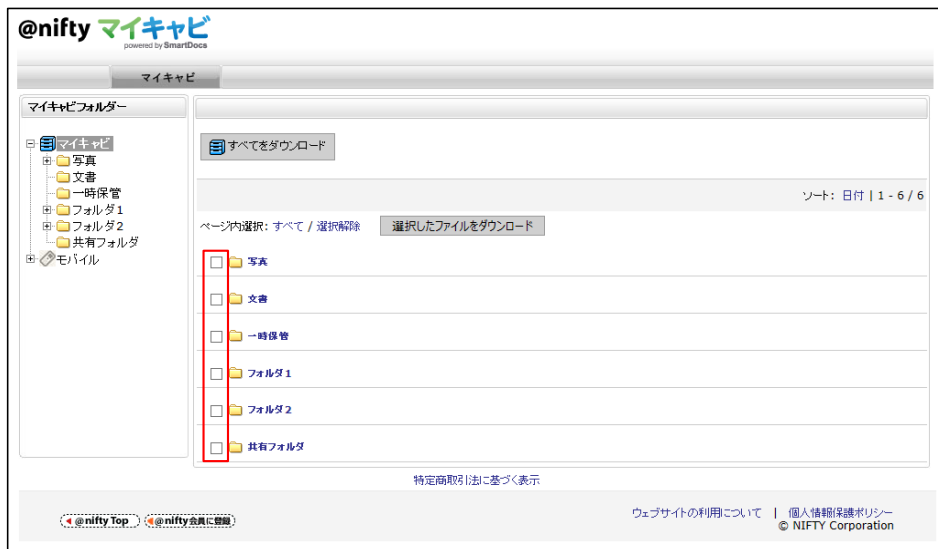 @nifty マイキャビ
powered by SmartDocs
マイキャビ
マイキャビフォルダー
マイキャビ
写真
文書
一時保管
フォルダ1
フォルダ2
共有フォルダ
モバイル
すべてをダウンロード
ソート: 日付 | 1 - 6 / 6
ページ内選択: すべて / 選択解除 選択したファイルをダウンロード
写真
文書
一時保管
フォルダ1
フォルダ2
共有フォルダ
特定商取引法に基づく表示
@nifty Top @nifty会員に登録
ウェブサイトの利用について | 個人情報保護ポリシー
© NIFTY Corporation